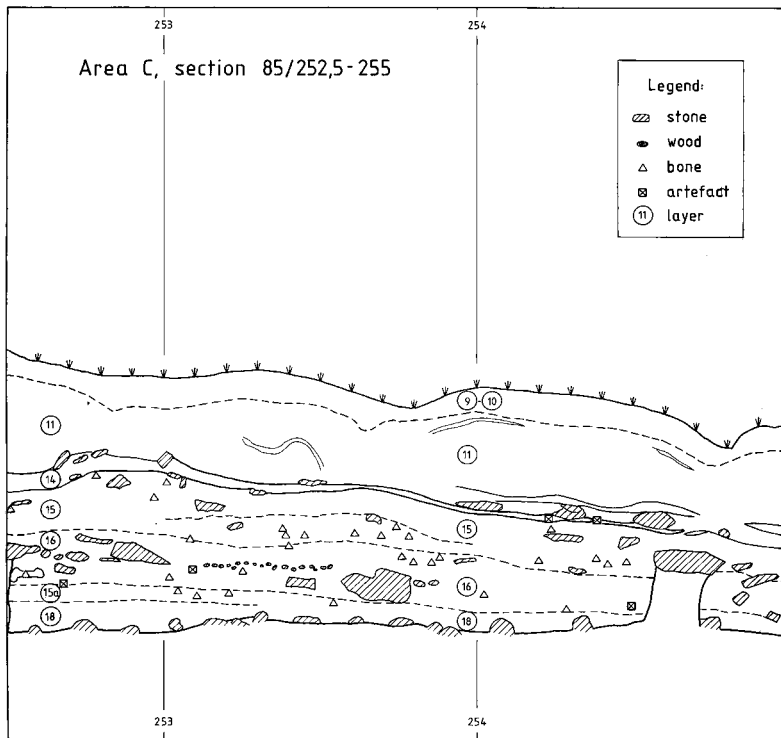 253 254
Area C, section 85/252,5-255
Legend:
stone
wood
bone
artefact
11 layer
9 - 10
11
11
14
15
15
16
15a
16
18
18
253 254